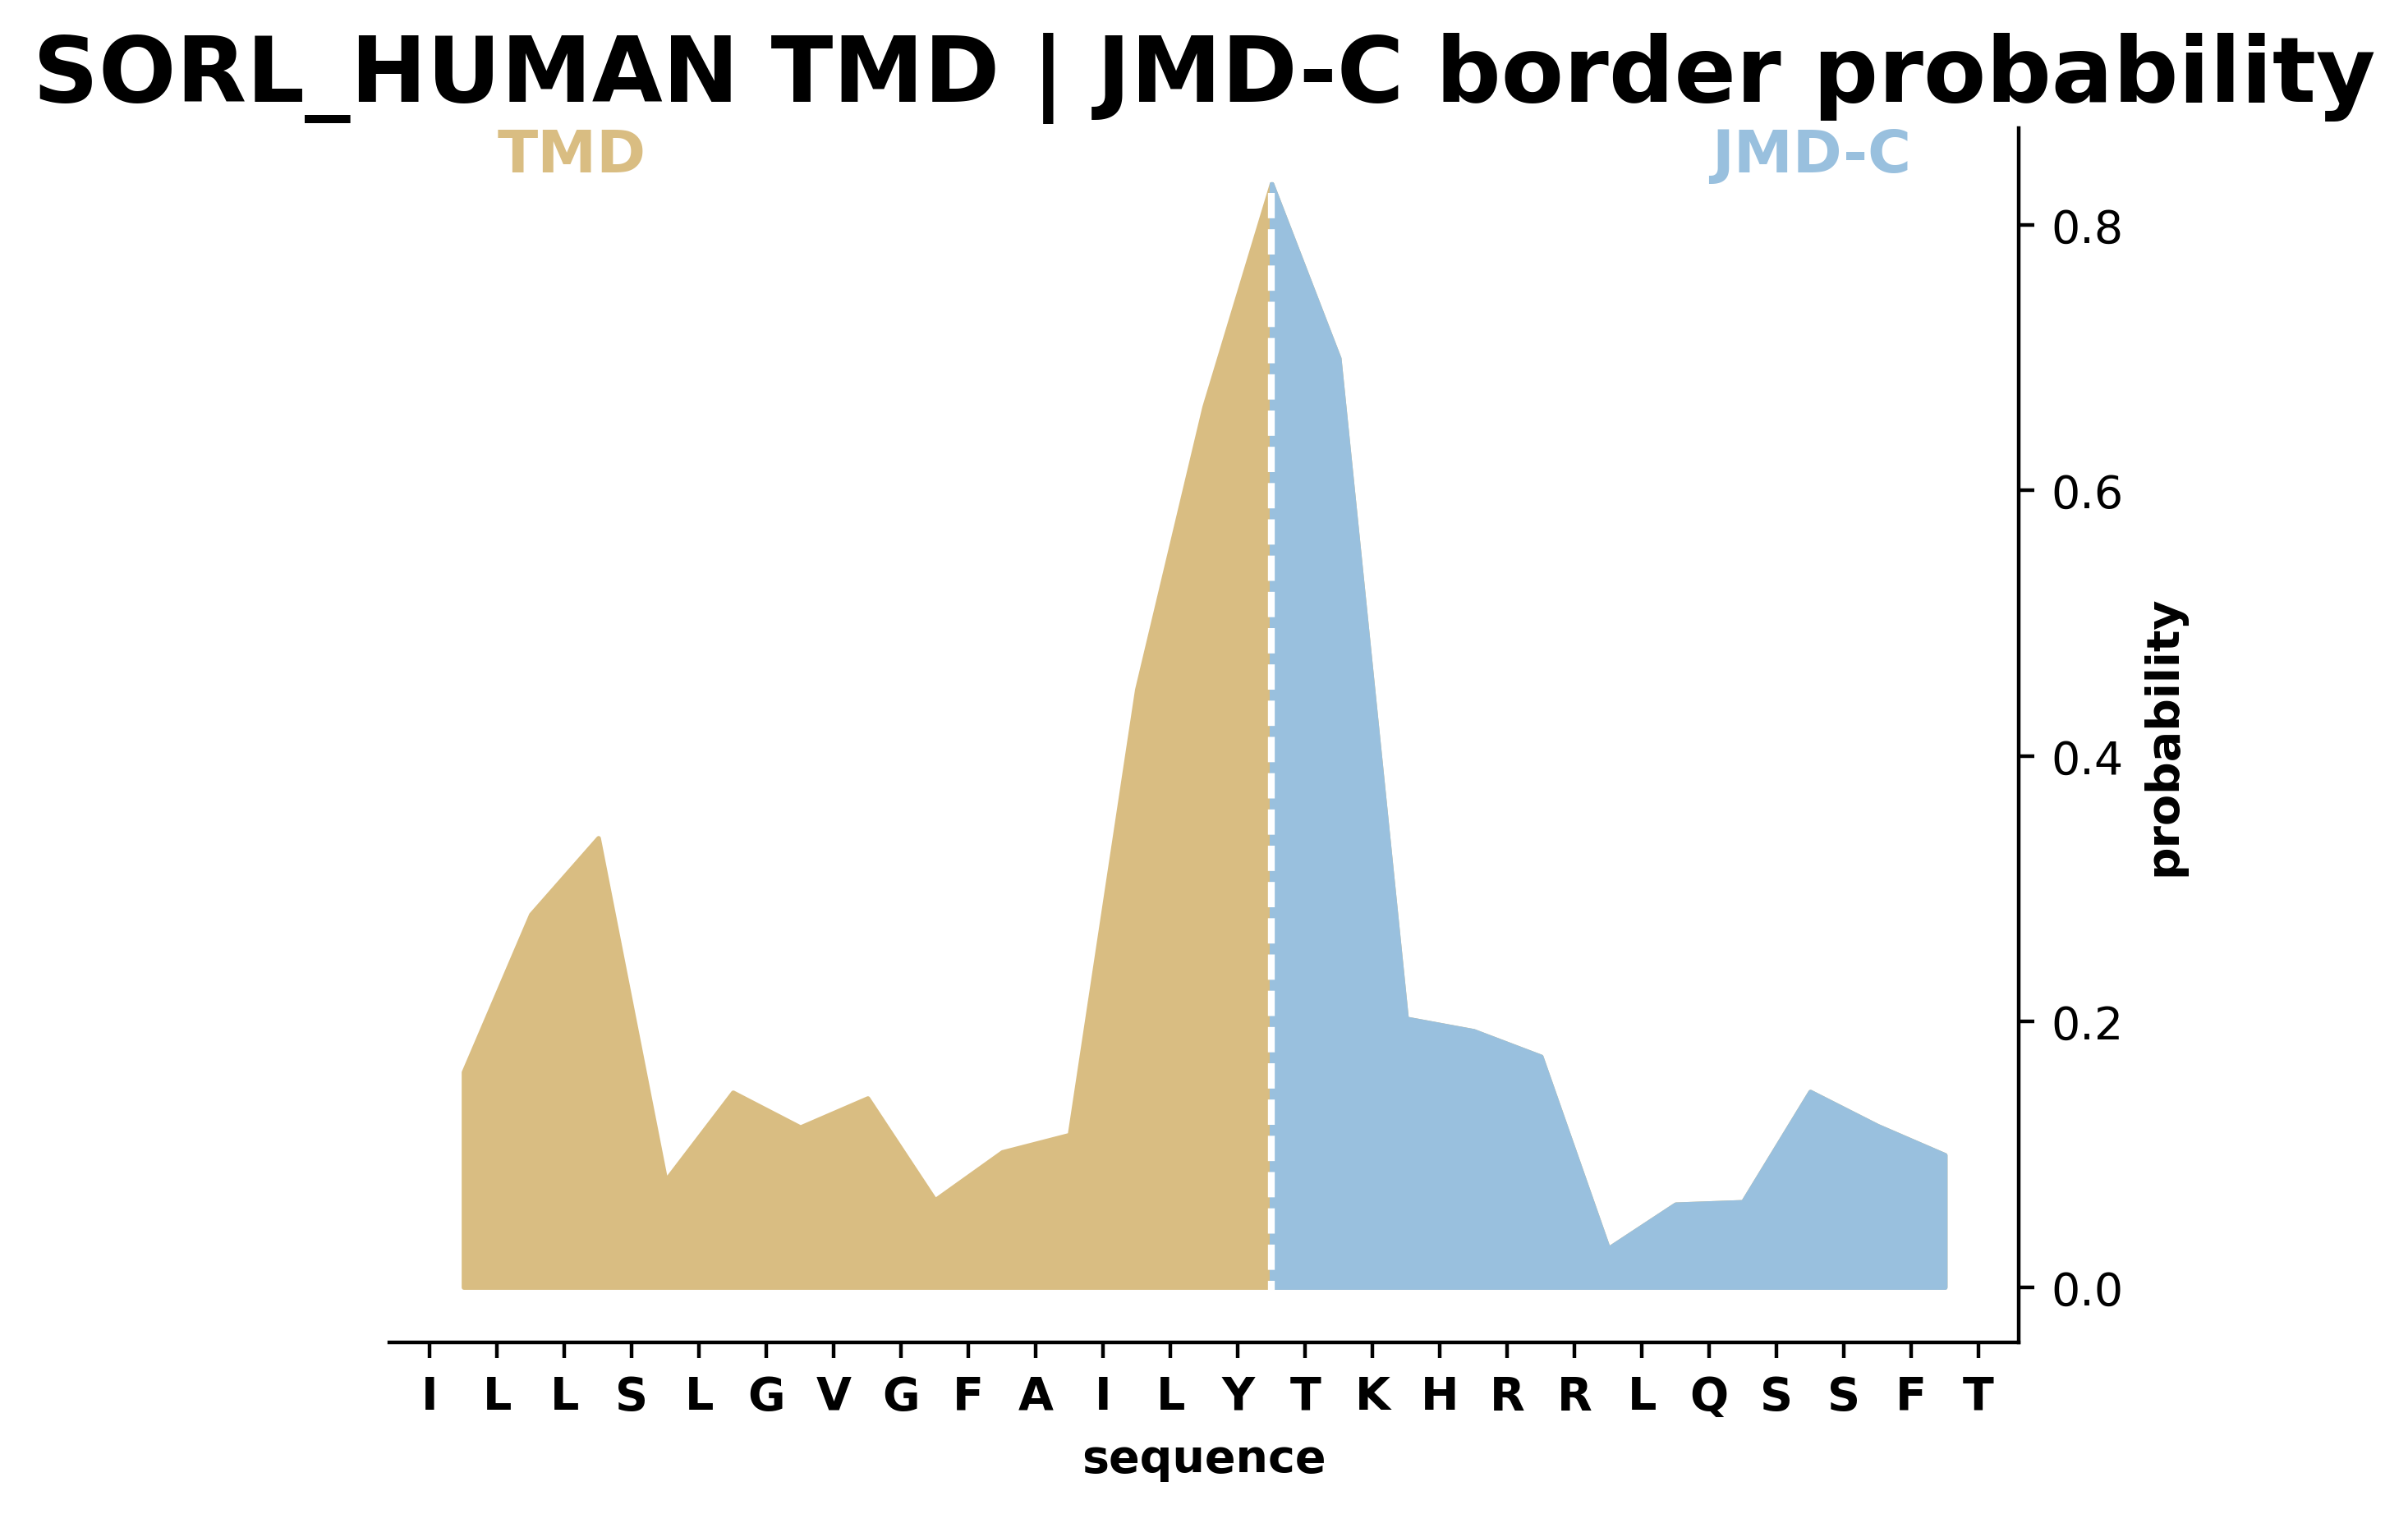 SORL_HUMAN TMD | JMD-C border probability
TMD JMD-C
0.8
0.6
0.4
0.2
0.0
probability
I L L S L G V G F A I L Y T K H R R L Q S S F T
sequence